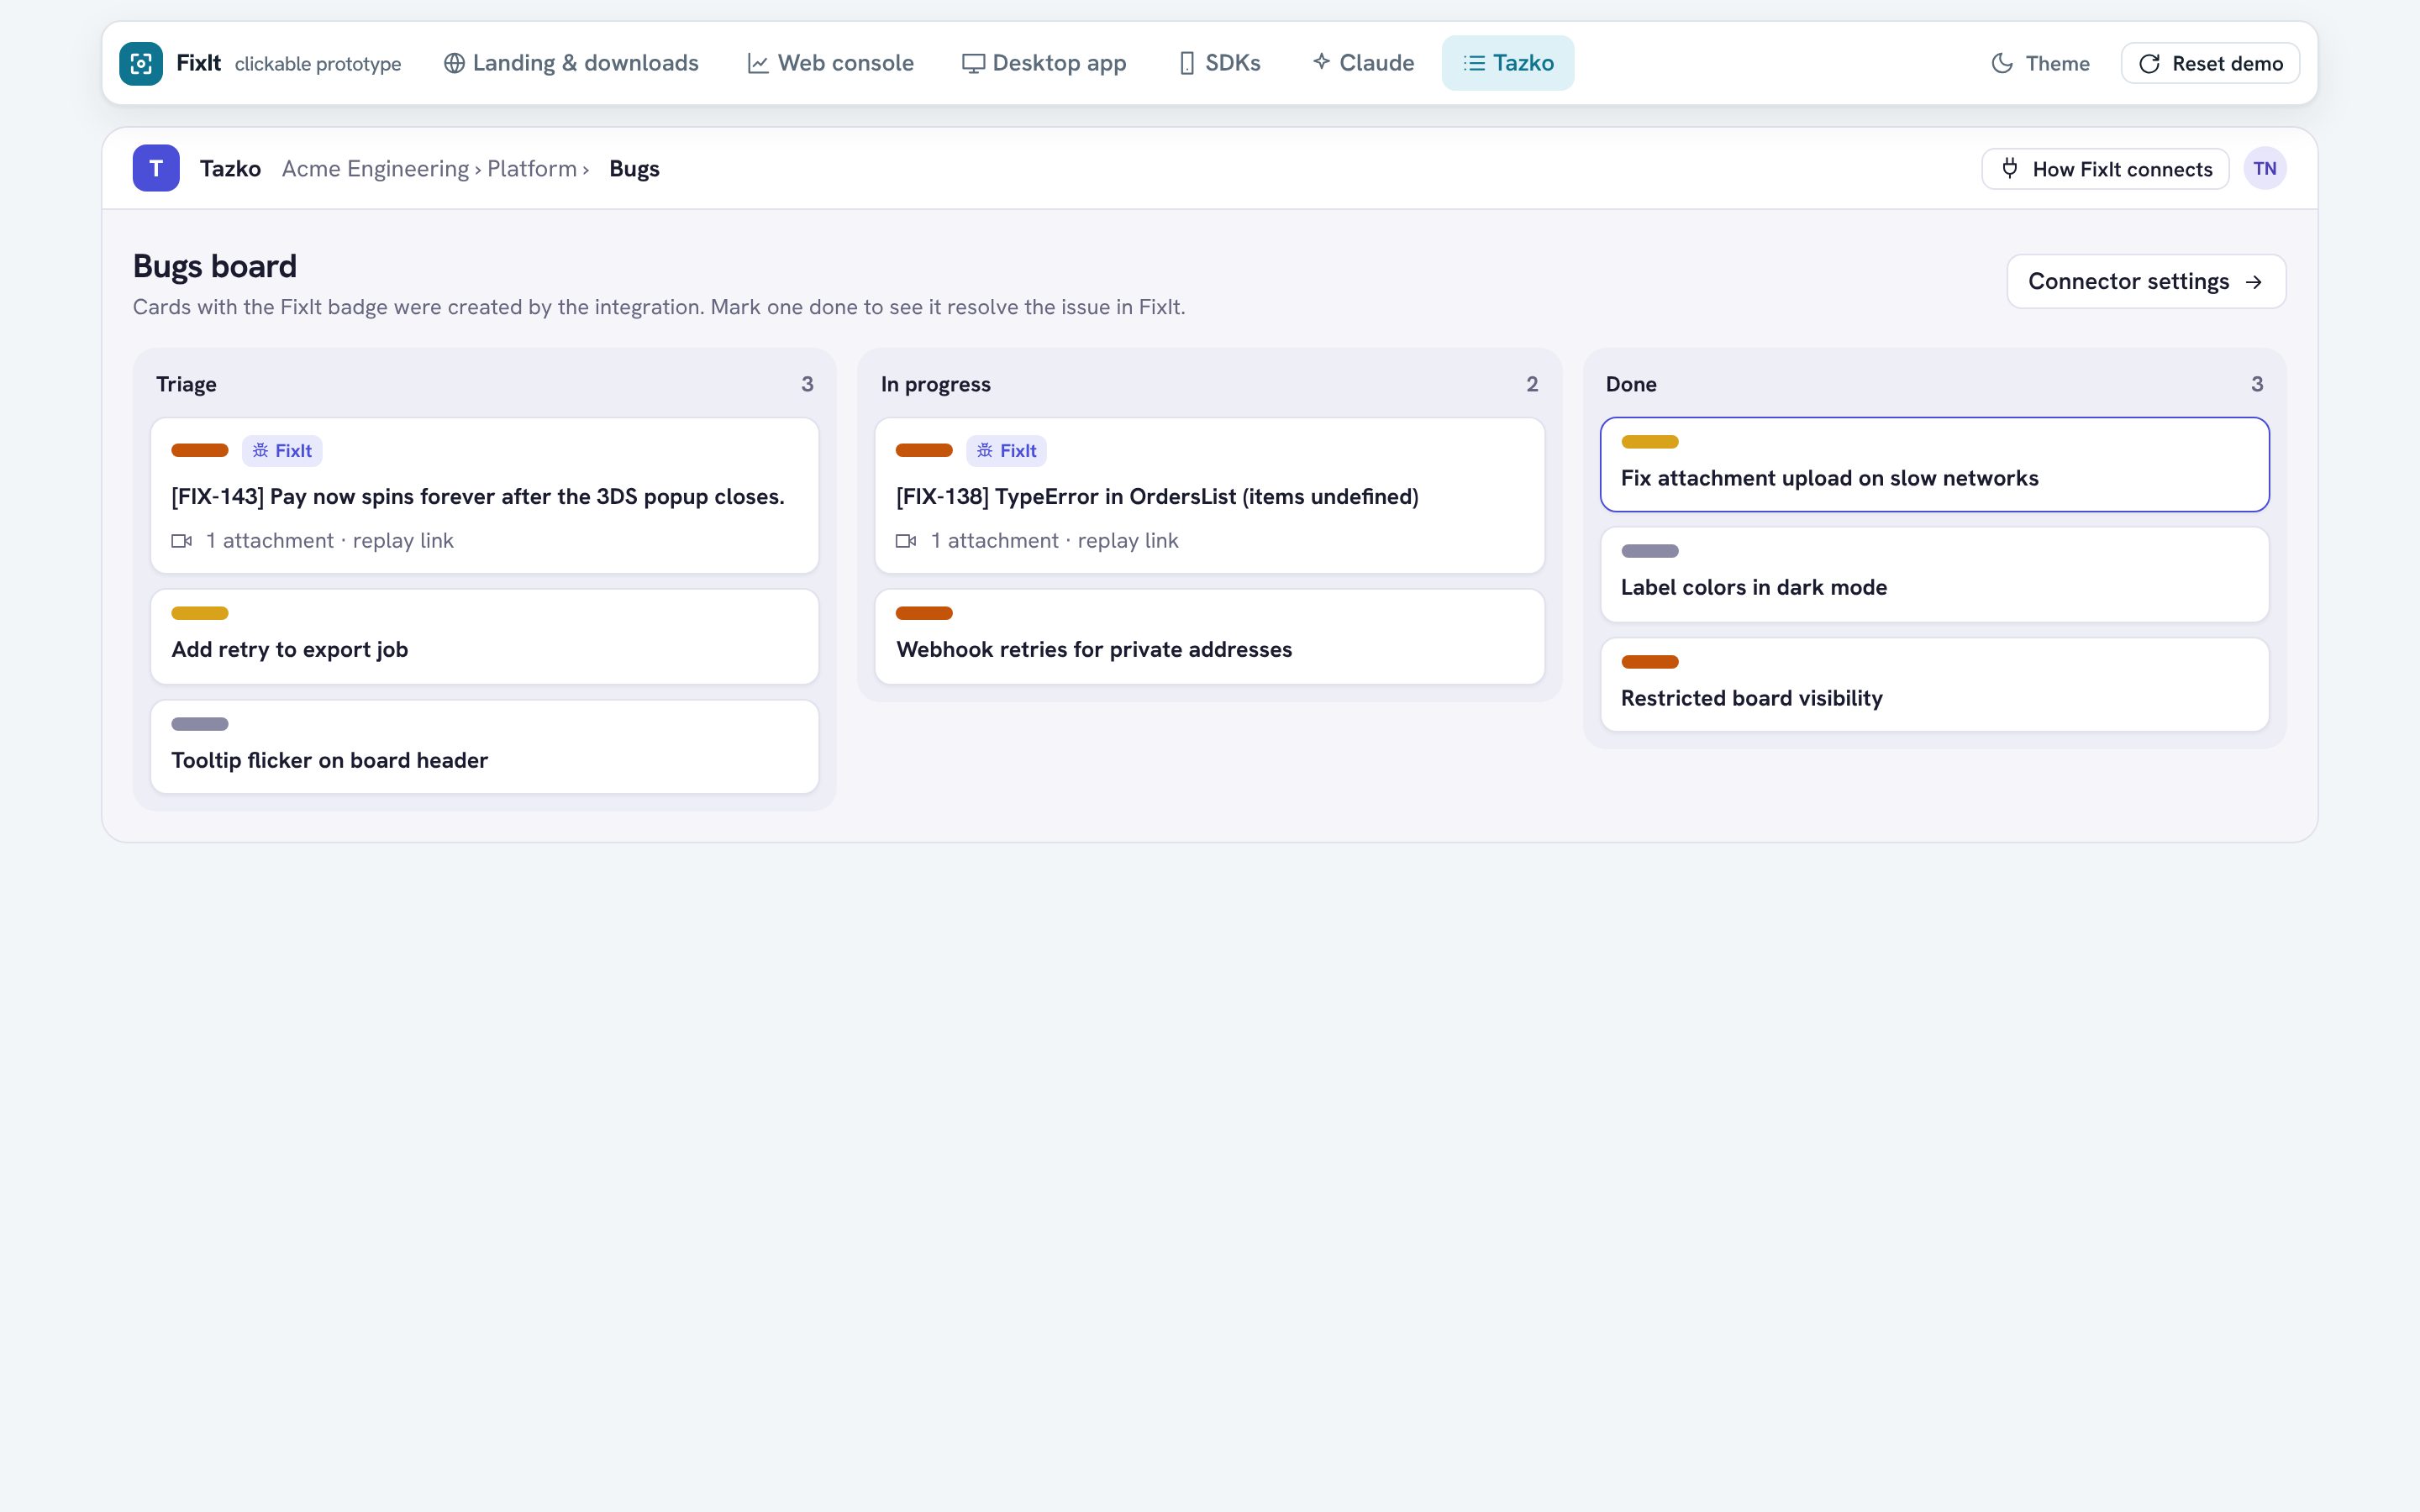 FixIt clickable prototype Landing & downloads Web console Desktop app SDKs Claude Tazko Theme Reset demo
T Tazko Acme Engineering › Platform › Bugs How FixIt connects TN
Bugs board
Connector settings →
Cards with the FixIt badge were created by the integration. Mark one done to see it resolve the issue in FixIt.
Triage 3
FixIt
[FIX-143] Pay now spins forever after the 3DS popup closes.
1 attachment · replay link
Add retry to export job
Tooltip flicker on board header
In progress 2
FixIt
[FIX-138] TypeError in OrdersList (items undefined)
1 attachment · replay link
Webhook retries for private addresses
Done 3
Fix attachment upload on slow networks
Label colors in dark mode
Restricted board visibility